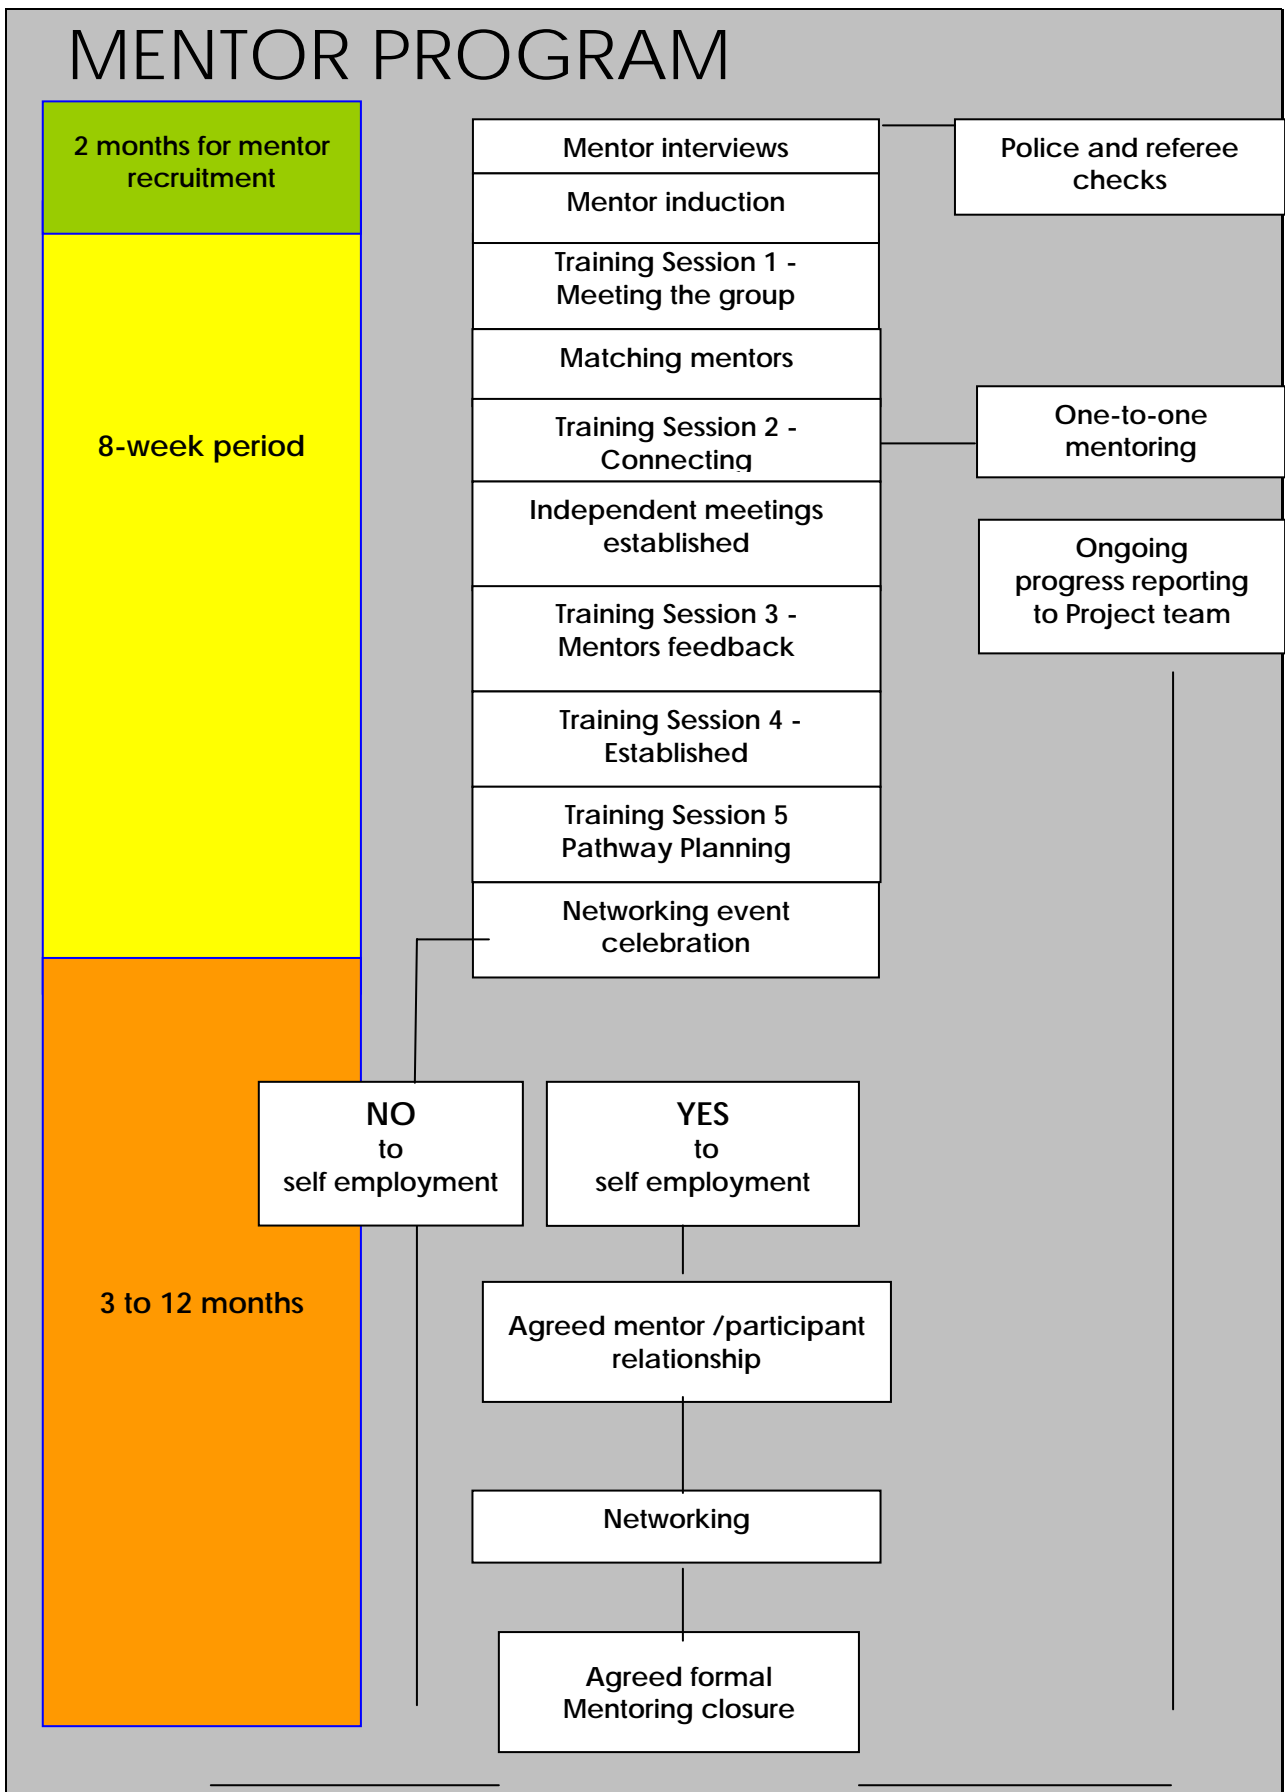 MENTOR PROGRAM
2 months for mentor
recruitment
Mentor interviews
Police and referee
checks
Mentor induction
Training Session 1 -
Meeting the group
Matching mentors
8-week period
Training Session 2 -
Connecting
One-to-one
mentoring
Independent meetings
established
Ongoing
progress reporting
to Project team
Training Session 3 -
Mentors feedback
Training Session 4 -
Established
Training Session 5
Pathway Planning
Networking event
celebration
NO
to
self employment
YES
to
self employment
3 to 12 months
Agreed mentor /participant
relationship
Networking
Agreed formal
Mentoring closure